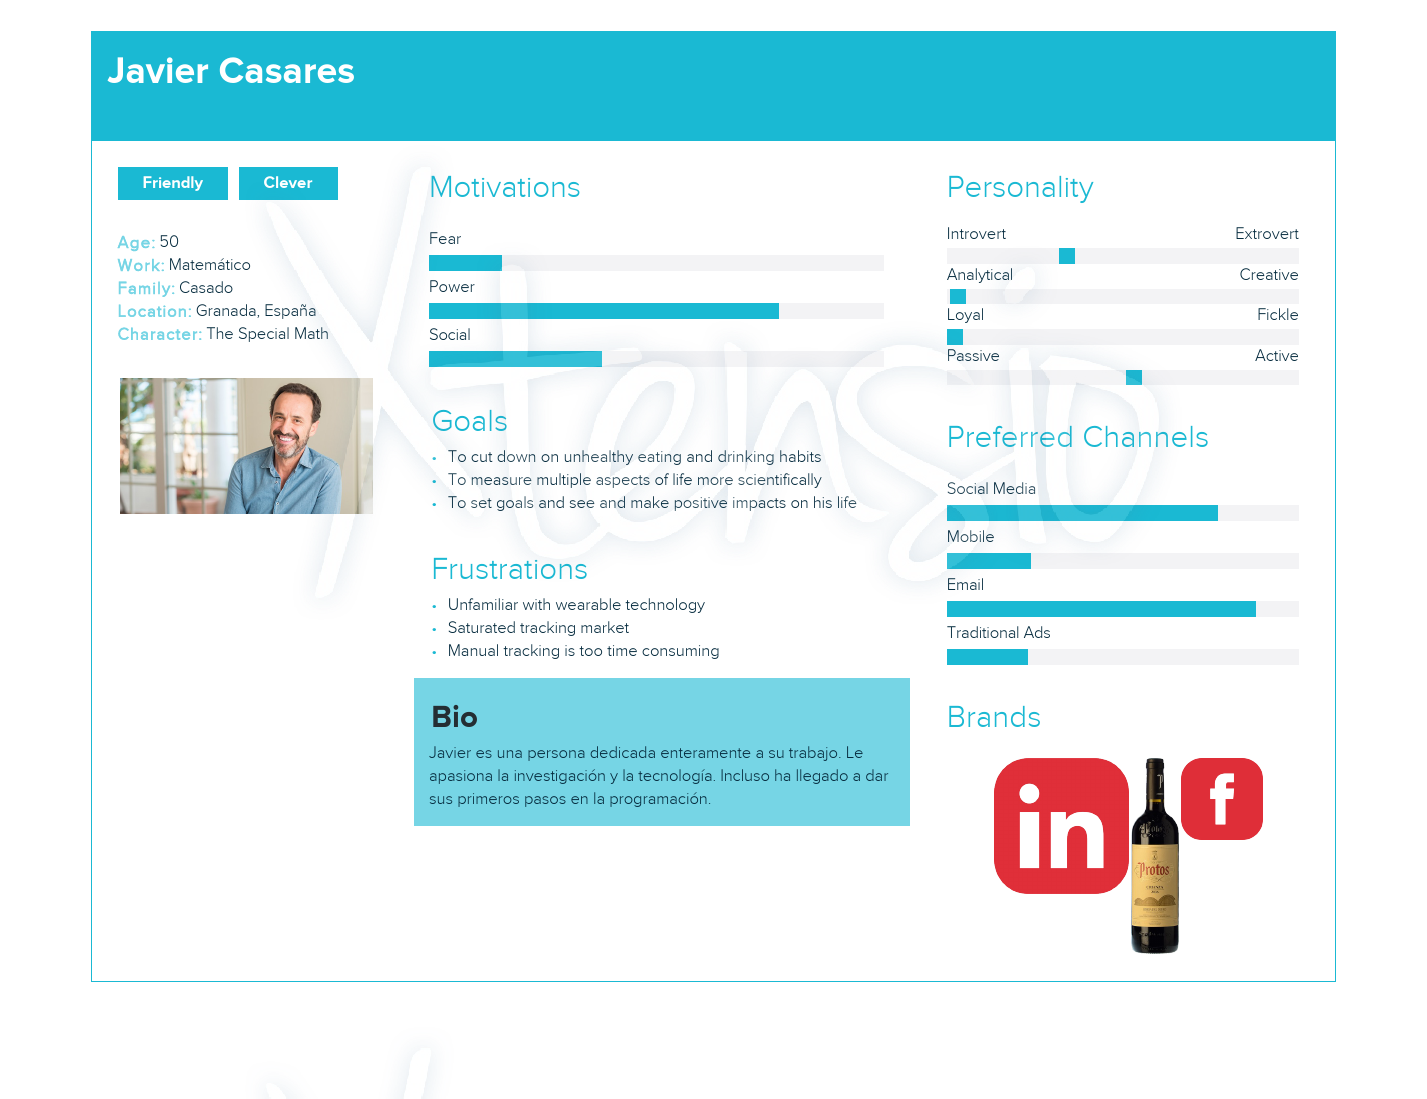 Javier Casares
Friendly
Clever
Age: 50
Work: Matemático
Family: Casado
Location: Granada, España
Character: The Special Math
Motivations
Fear
Power
Social
Goals
• To cut down on unhealthy eating and drinking habits
• To measure multiple aspects of life more scientifically
• To set goals and see and make positive impacts on his life
Frustrations
• Unfamiliar with wearable technology
• Saturated tracking market
• Manual tracking is too time consuming
Bio
Javier es una persona dedicada enteramente a su trabajo. Le
apasiona la investigación y la tecnología. Incluso ha llegado a dar
sus primeros pasos en la programación.
Personality
Introvert Extrovert
Analytical Creative
Loyal Fickle
Passive Active
Preferred Channels
Social Media
Mobile
Email
Traditional Ads
Brands
in
f
Protos
Xtensio